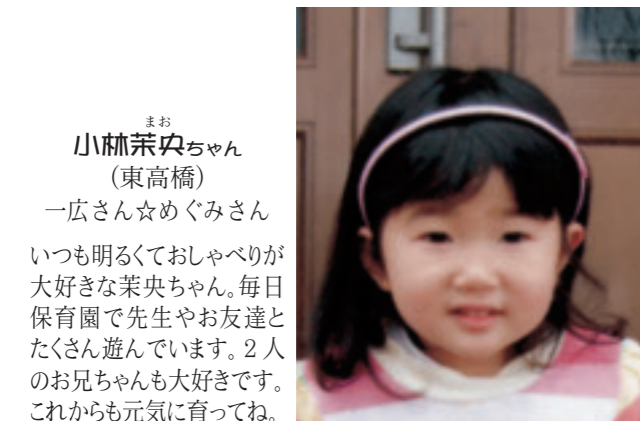 まお
小林茉央ちゃん
(東高橋)
一広さん☆めぐみさん
いつも明るくておしゃべりが
大好きな茉央ちゃん。毎日
保育園で先生やお友達と
たくさん遊んでいます。2人
のお兄ちゃんも大好きです。
これからも元気に育ってね。